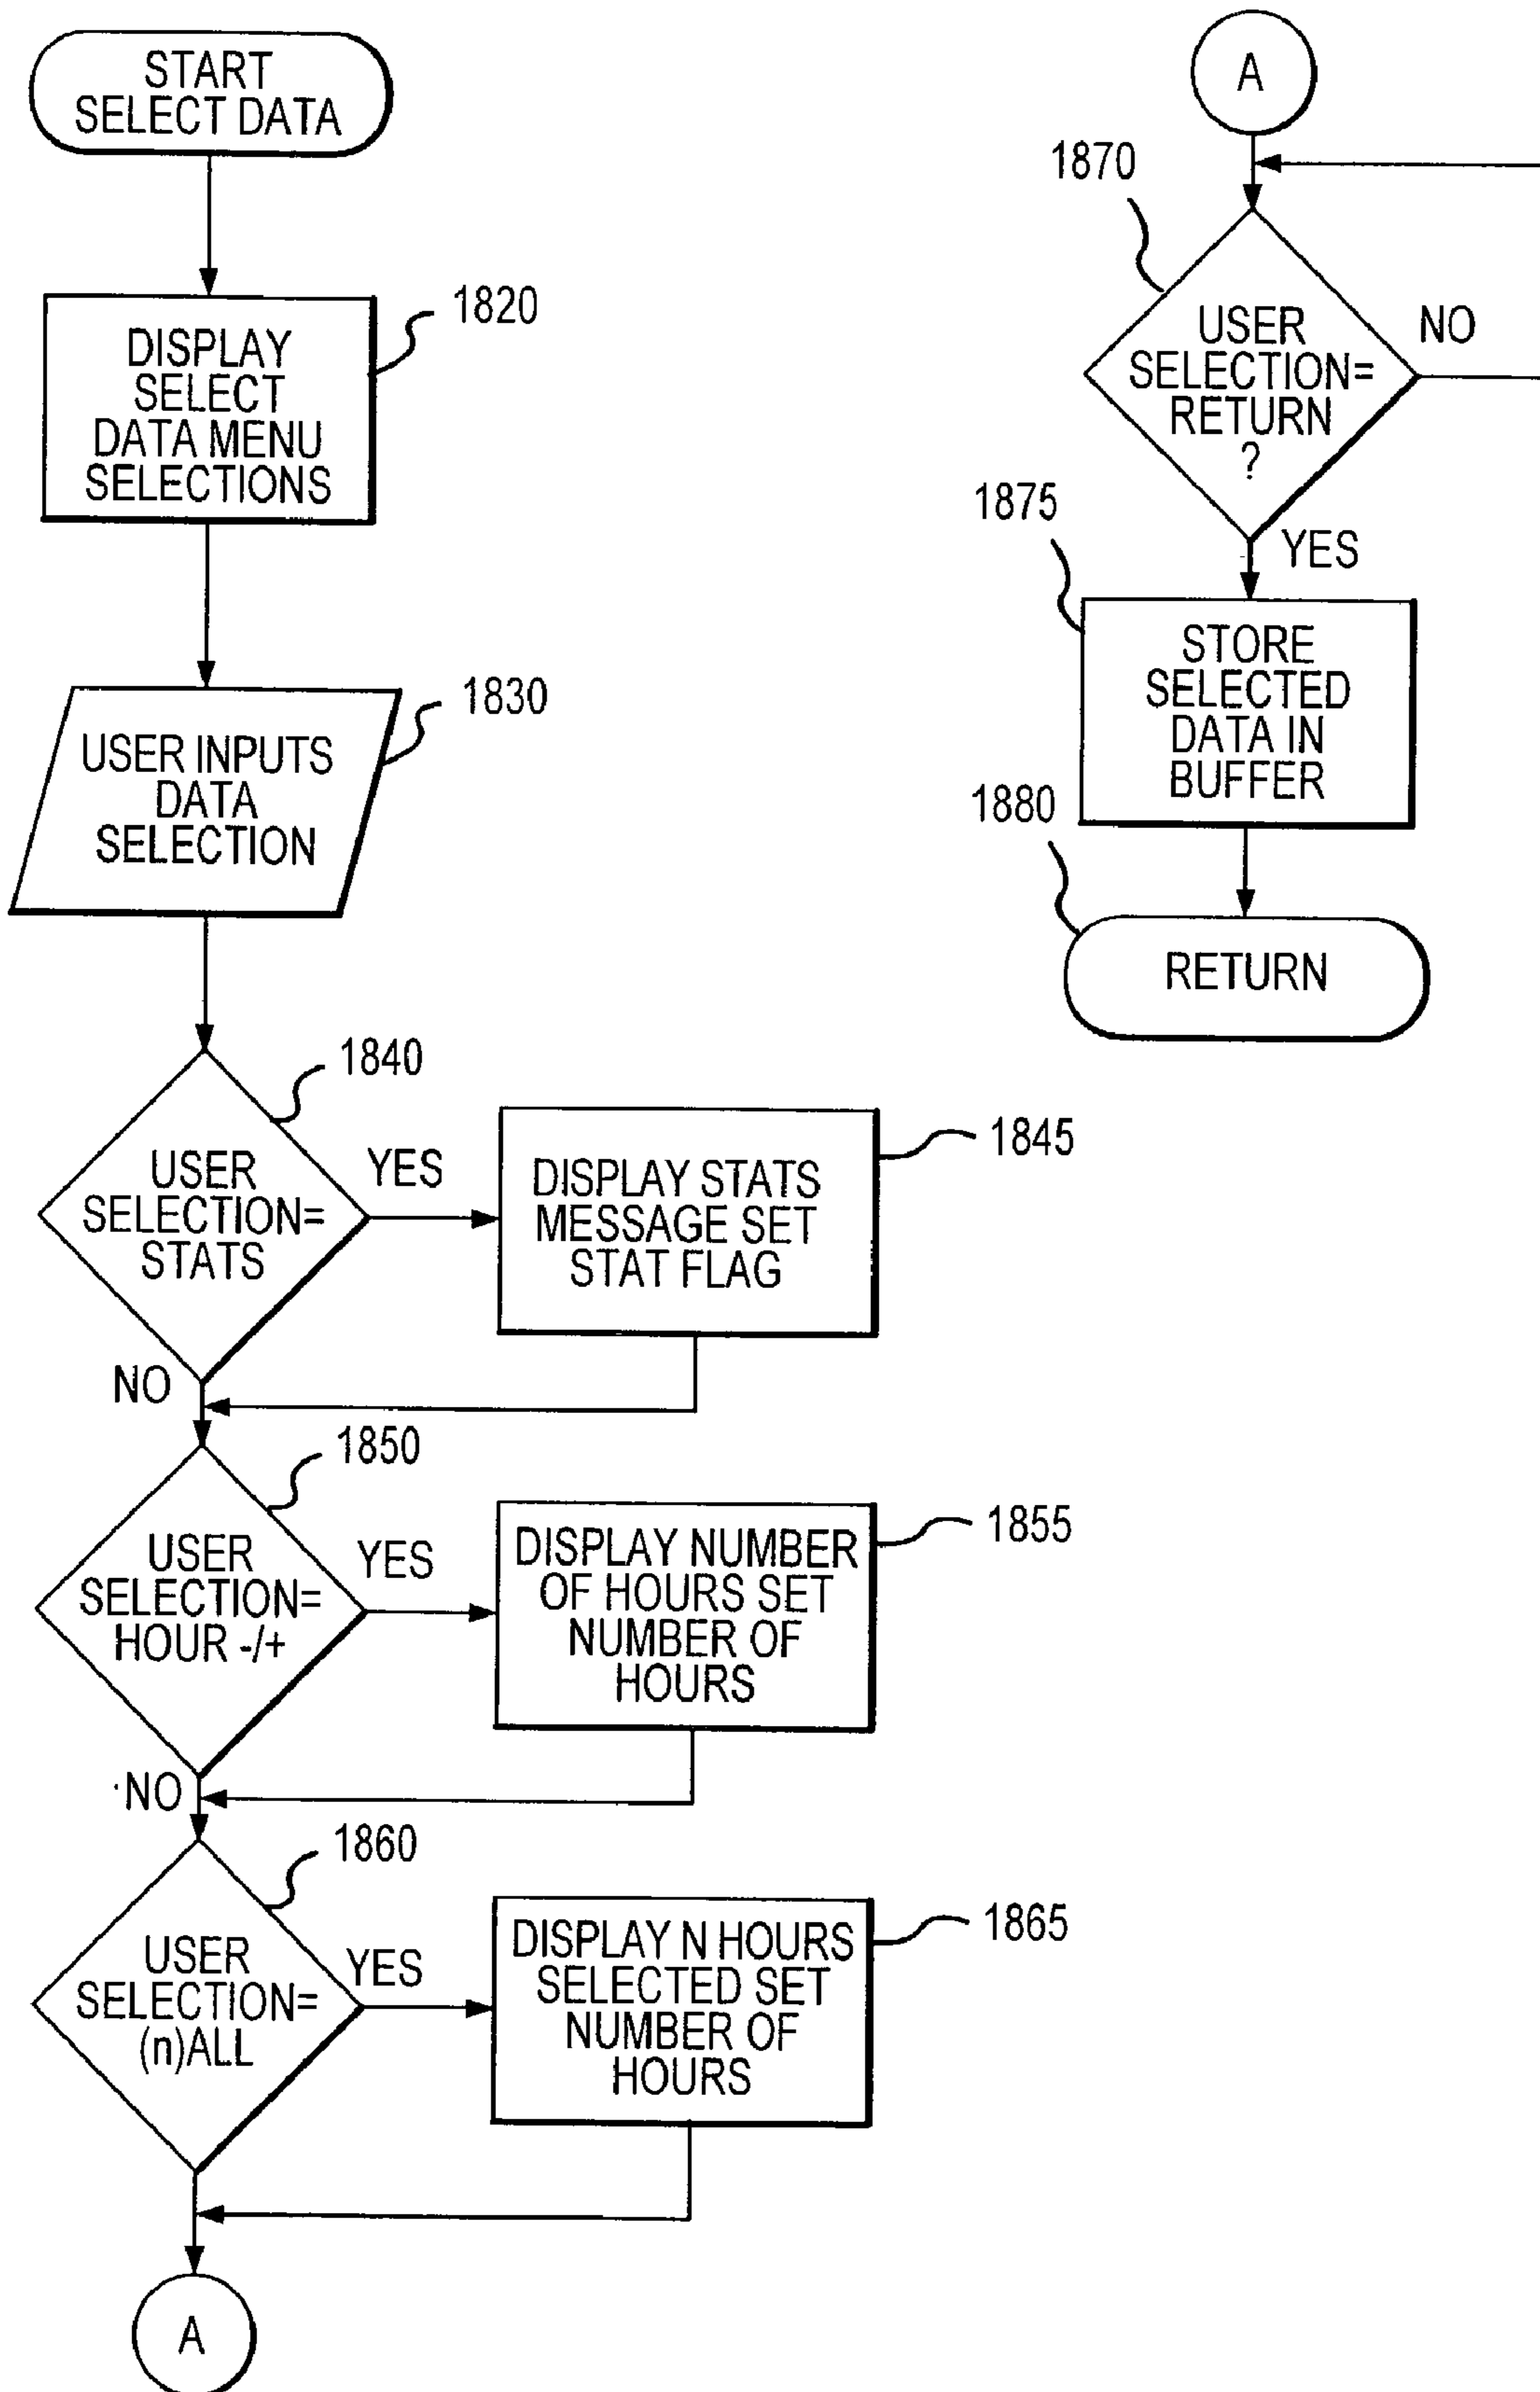 START
SELECT DATA
1820
DISPLAY
SELECT
DATA MENU
SELECTIONS
1830
USER INPUTS
DATA
SELECTION
1840
USER
SELECTION=
STATS
YES
NO
1845
DISPLAY STATS
MESSAGE SET
STAT FLAG
1850
USER
SELECTION=
HOUR -/+
YES
NO
1855
DISPLAY NUMBER
OF HOURS SET
NUMBER OF
HOURS
1860
USER
SELECTION=
(n)ALL
YES
1865
DISPLAY N HOURS
SELECTED SET
NUMBER OF
HOURS
A
A
1870
USER
SELECTION=
RETURN
?
NO
YES
1875
STORE
SELECTED
DATA IN
BUFFER
1880
RETURN